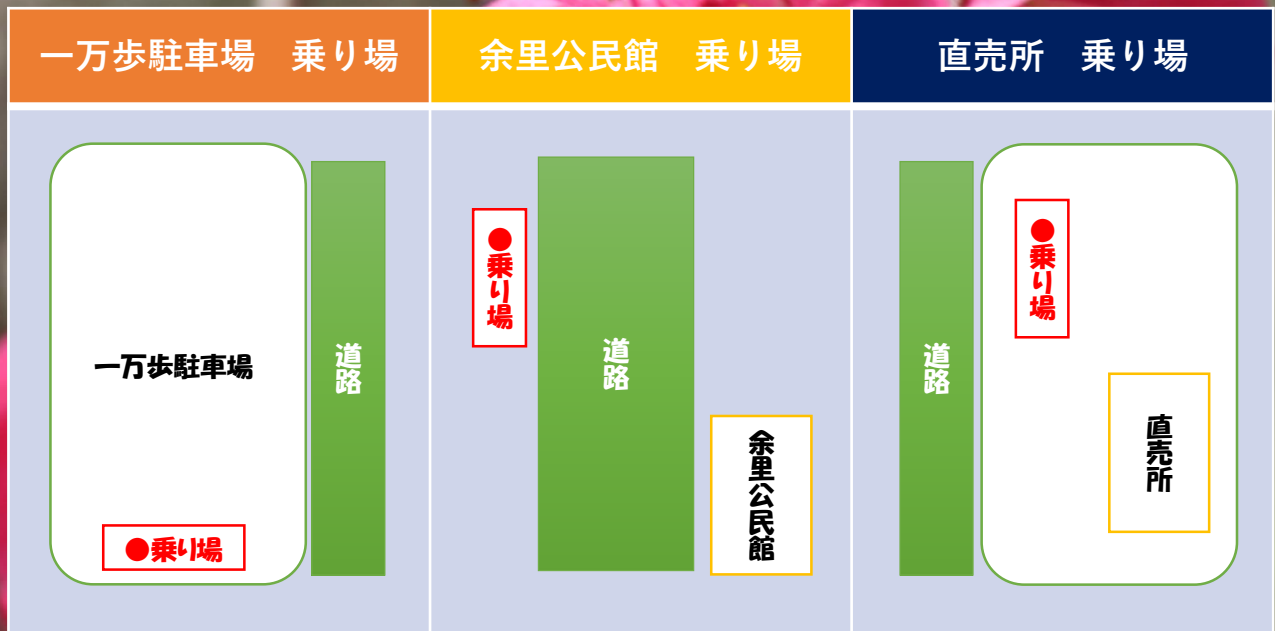 一万歩駐車場　乗り場
余里公民館　乗り場
直売所　乗り場
一万歩駐車場
道路
●乗り場
●乗り場
道路
余里公民館
道路
●乗り場
直売所